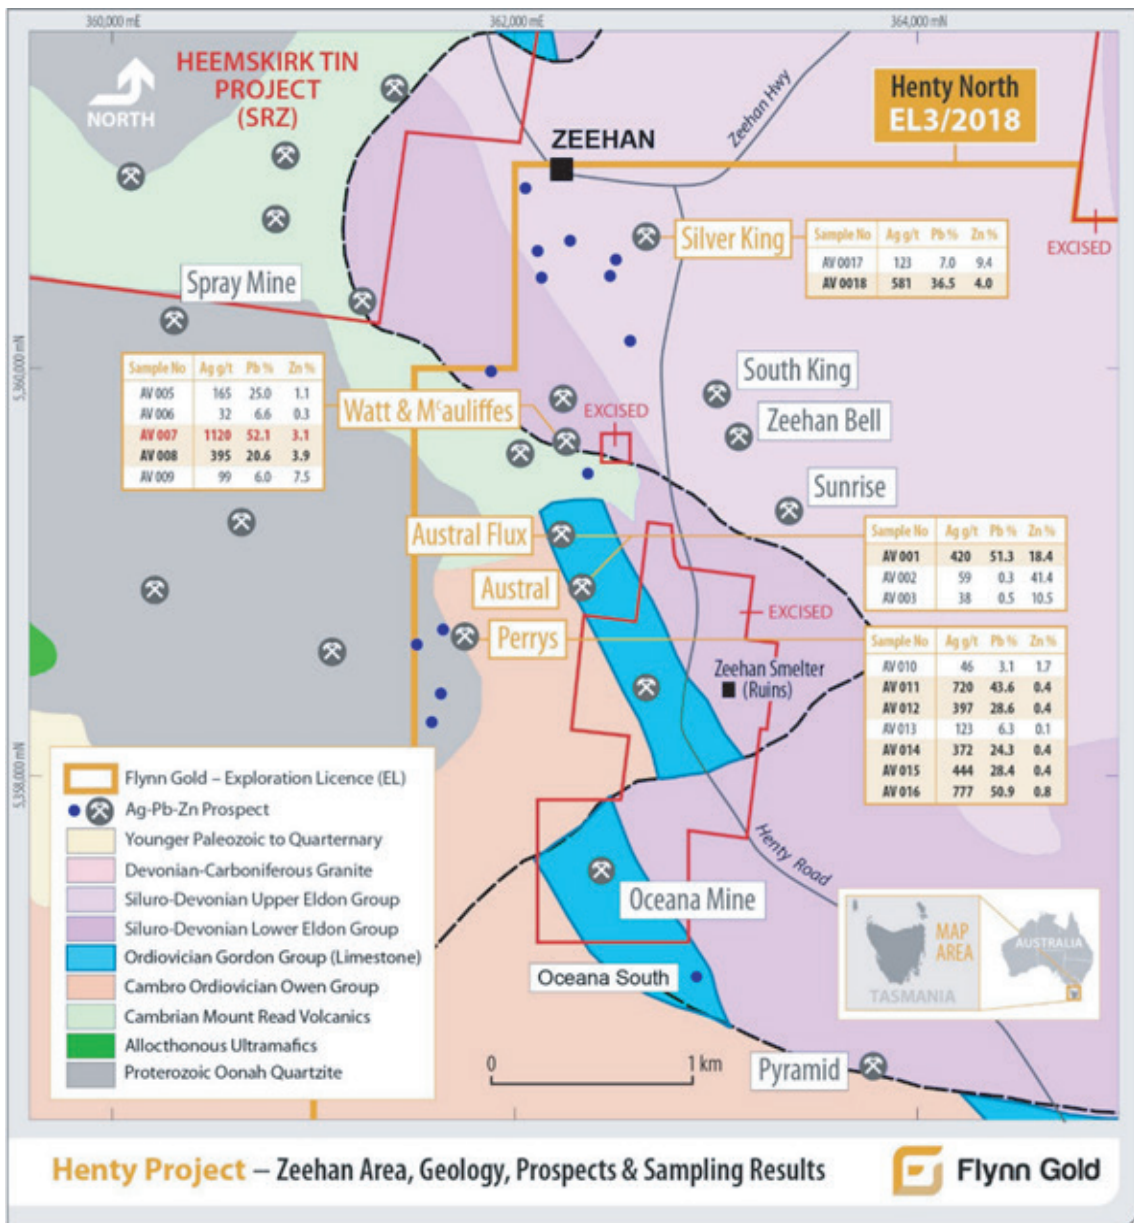 360,000 mE
362,000 mE
364,000 mN
HEEMSKIRK TIN
PROJECT
(SRZ)
NORTH
Zeehan Hwy
Henty North
EL3/2018
ZEEHAN
EXCISED
Silver King
Sample No Ag g/t Pb % Zn %
AV 0017 123 7.0 9.4
AV 0018 581 36.5 4.0
Spray Mine
5,360,000 mN
Sample No Ag g/t Pb % Zn %
AV 005 165 25.0 1.1
AV 006 32 6.6 0.3
AV 007 1120 52.1 3.1
AV 008 395 20.6 3.9
AV 009 99 6.0 7.5
Watt & Mcauliffes
EXCISED
South King
Zeehan Bell
Sunrise
Austral Flux
Austral
Sample No Ag g/t Pb % Zn %
AV 001 420 51.3 18.4
AV 002 59 0.3 41.4
AV 003 38 0.5 10.5
EXCISED
Perrys
Zeehan Smelter
(Ruins)
Sample No Ag g/t Pb % Zn %
AV 010 46 3.1 1.7
AV 011 720 43.6 0.4
AV 012 397 28.6 0.4
AV 013 123 6.3 0.1
AV 014 372 24.3 0.4
AV 015 444 28.4 0.4
AV 016 777 50.9 0.8
5,358,000 mN
Flynn Gold – Exploration Licence (EL)
Ag-Pb-Zn Prospect
Younger Paleozoic to Quarternary
Devonian-Carboniferous Granite
Siluro-Devonian Upper Eldon Group
Siluro-Devonian Lower Eldon Group
Ordiovician Gordon Group (Limestone)
Cambro Ordiovician Owen Group
Cambrian Mount Read Volcanics
Allocthonous Ultramafics
Proterozoic Oonah Quartzite
Henty Road
Oceana Mine
Oceana South
MAP
AREA
TASMANIA
AUSTRALIA
0 1 km
Pyramid
Henty Project – Zeehan Area, Geology, Prospects & Sampling Results
Flynn Gold